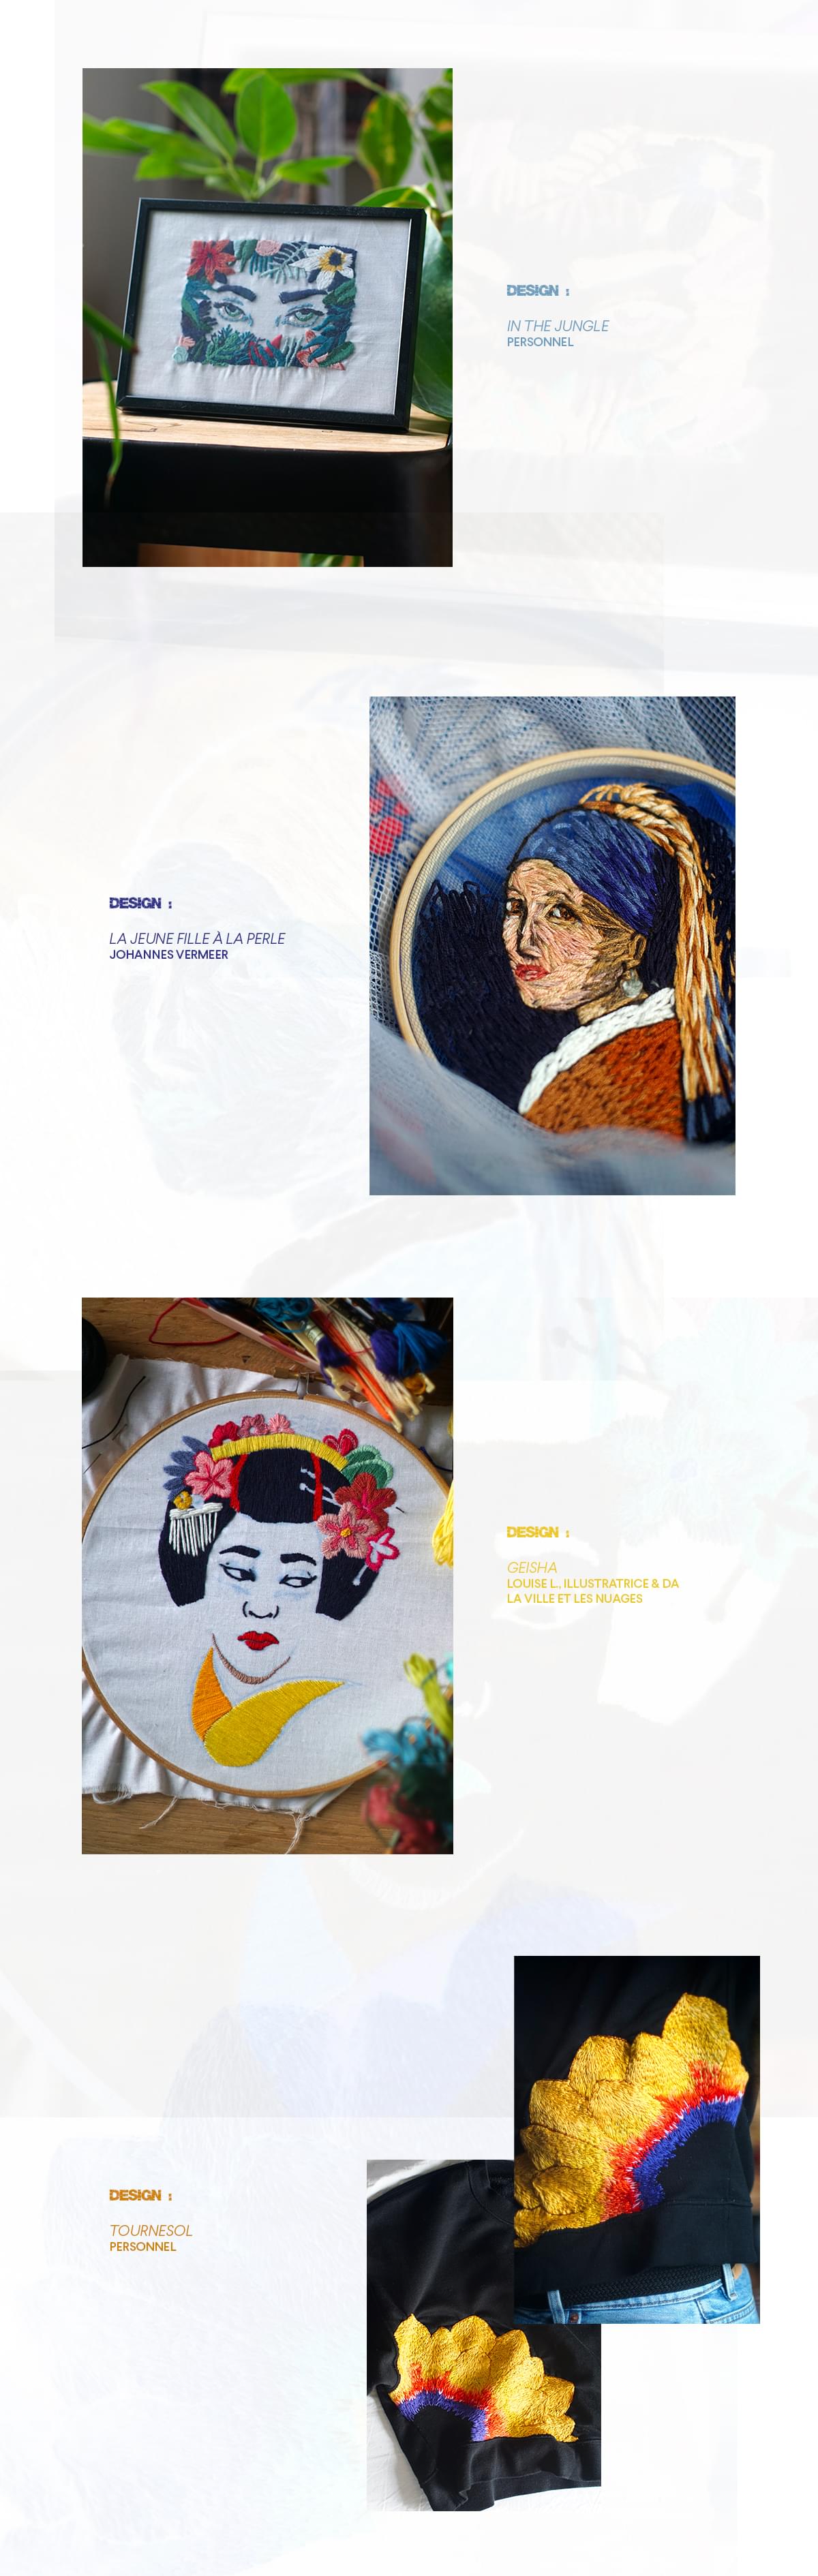 DESIGN :
IN THE JUNGLE
PERSONNEL
DESIGN :
LA JEUNE FILLE À LA PERLE
JOHANNES VERMEER
DESIGN :
GEISHA
LOUISE L., ILLUSTRATRICE & DA
LA VILLE ET LES NUAGES
DESIGN :
TOURNESOL
PERSONNEL